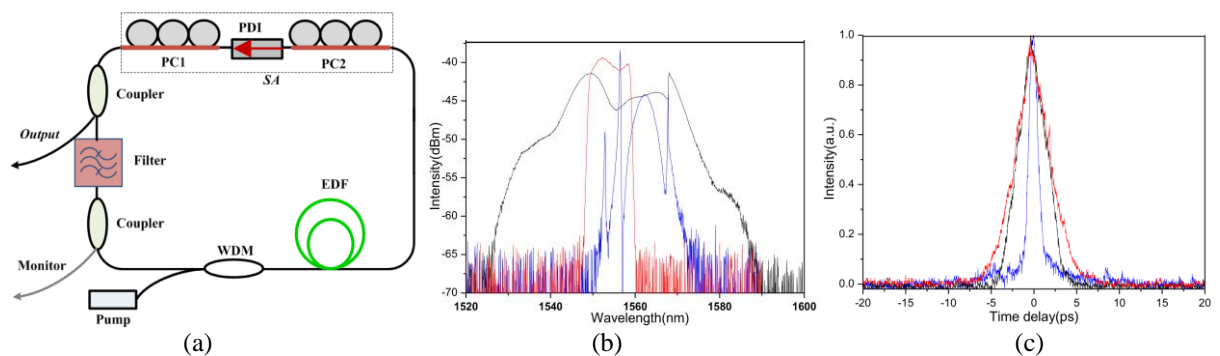 PDI
PC1
PC2
SA
Coupler
Output
Filter
Coupler
EDF
WDM
Monitor
Pump
(a)
Intensity(dBm)
-40
-45
-50
-55
-60
-65
-70
1520
1540
1560
1580
1600
Wavelength(nm)
(b)
Intensity(a.u.)
1.0
0.8
0.6
0.4
0.2
0.0
-20
-15
-10
-5
0
5
10
15
20
Time delay(ps)
(c)